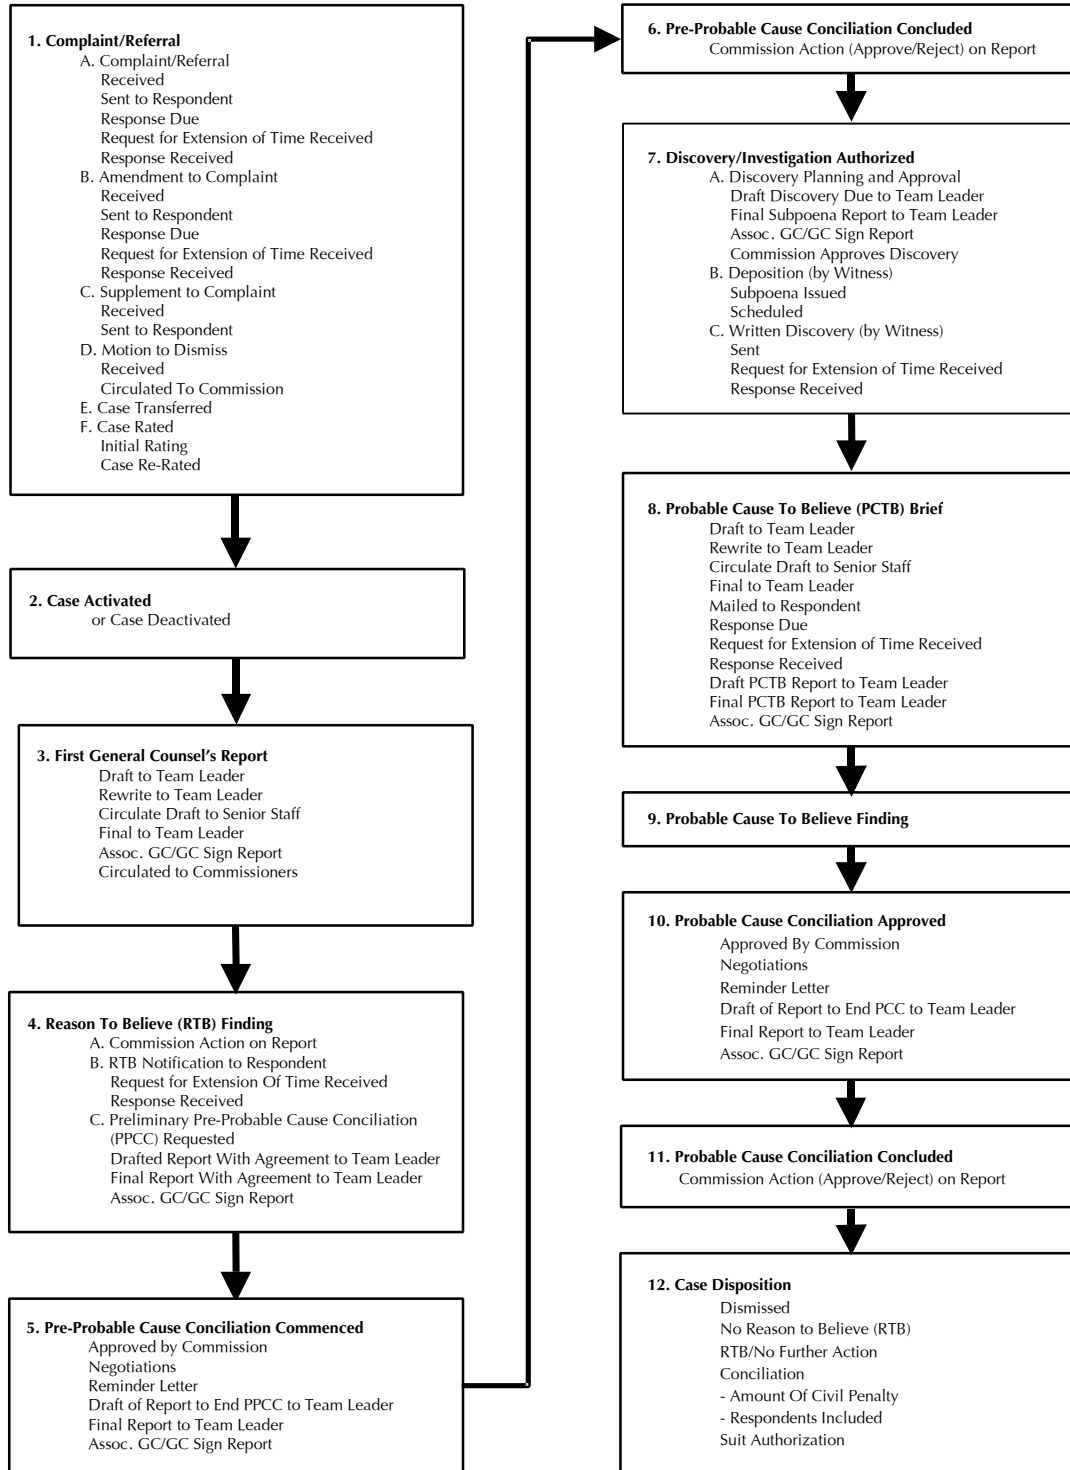 1. Complaint/Referral
A. Complaint/Referral
Received
Sent to Respondent
Response Due
Request for Extension of Time Received
Response Received
B. Amendment to Complaint
Received
Sent to Respondent
Response Due
Request for Extension of Time Received
Response Received
C. Supplement to Complaint
Received
Sent to Respondent
D. Motion to Dismiss
Received
Circulated To Commission
E. Case Transferred
F. Case Rated
Initial Rating
Case Re-Rated
2. Case Activated
or Case Deactivated
3. First General Counsel's Report
Draft to Team Leader
Rewrite to Team Leader
Circulate Draft to Senior Staff
Final to Team Leader
Assoc. GC/GC Sign Report
Circulated to Commissioners
4. Reason To Believe (RTB) Finding
A. Commission Action on Report
B. RTB Notification to Respondent
Request for Extension Of Time Received
Response Received
C. Preliminary Pre-Probable Cause Conciliation
(PPCC) Requested
Drafted Report With Agreement to Team Leader
Final Report With Agreement to Team Leader
Assoc. GC/GC Sign Report
5. Pre-Probable Cause Conciliation Commenced
Approved by Commission
Negotiations
Reminder Letter
Draft of Report to End PPCC to Team Leader
Final Report to Team Leader
Assoc. GC/GC Sign Report
6. Pre-Probable Cause Conciliation Concluded
Commission Action (Approve/Reject) on Report
7. Discovery/Investigation Authorized
A. Discovery Planning and Approval
Draft Discovery Due to Team Leader
Final Subpoena Report to Team Leader
Assoc. GC/GC Sign Report
Commission Approves Discovery
B. Deposition (by Witness)
Subpoena Issued
Scheduled
C. Written Discovery (by Witness)
Sent
Request for Extension of Time Received
Response Received
8. Probable Cause To Believe (PCTB) Brief
Draft to Team Leader
Rewrite to Team Leader
Circulate Draft to Senior Staff
Final to Team Leader
Mailed to Respondent
Response Due
Request for Extension of Time Received
Response Received
Draft PCTB Report to Team Leader
Final PCTB Report to Team Leader
Assoc. GC/GC Sign Report
9. Probable Cause To Believe Finding
10. Probable Cause Conciliation Approved
Approved By Commission
Negotiations
Reminder Letter
Draft of Report to End PCC to Team Leader
Final Report to Team Leader
Assoc. GC/GC Sign Report
11. Probable Cause Conciliation Concluded
Commission Action (Approve/Reject) on Report
12. Case Disposition
Dismissed
No Reason to Believe (RTB)
RTB/No Further Action
Conciliation
- Amount Of Civil Penalty
- Respondents Included
Suit Authorization